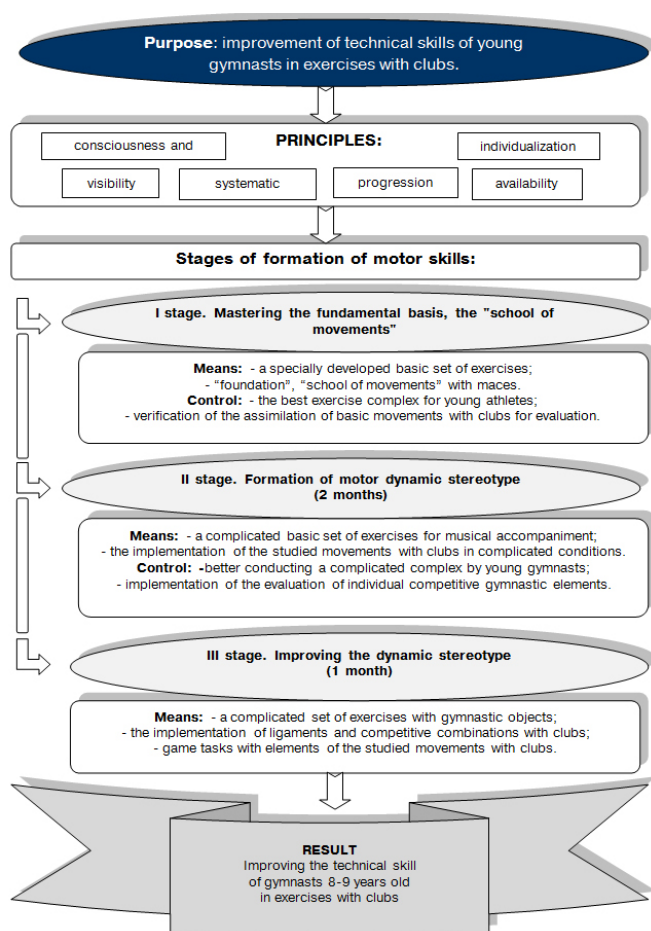 Purpose: improvement of technical skills of young
gymnasts in exercises with clubs.
PRINCIPLES:
consciousness and
individualization
visibility
systematic
progression
availability
Stages of formation of motor skills:
I stage. Mastering the fundamental basis, the "school of
movements"
Means: - a specially developed basic set of exercises;
- “foundation”, “school of movements” with maces.
Control: - the best exercise complex for young athletes;
- verification of the assimilation of basic movements with clubs for evaluation.
II stage. Formation of motor dynamic stereotype
(2 months)
Means: - a complicated basic set of exercises for musical accompaniment;
- the implementation of the studied movements with clubs in complicated conditions.
Control: -better conducting a complicated complex by young gymnasts;
- implementation of the evaluation of individual competitive gymnastic elements.
III stage. Improving the dynamic stereotype
(1 month)
Means: - a complicated set of exercises with gymnastic objects;
- the implementation of ligaments and competitive combinations with clubs;
- game tasks with elements of the studied movements with clubs.
RESULT
Improving the technical skill
of gymnasts 8-9 years old
in exercises with clubs